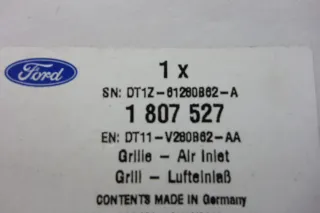 Ford
1 x
SN: DT1Z-61280B62-A
1 807 527
EN: DT11-V280B62-AA
Grille - Air Inlet
Grill - Lufteinlaß
CONTENTS MADE IN Germany